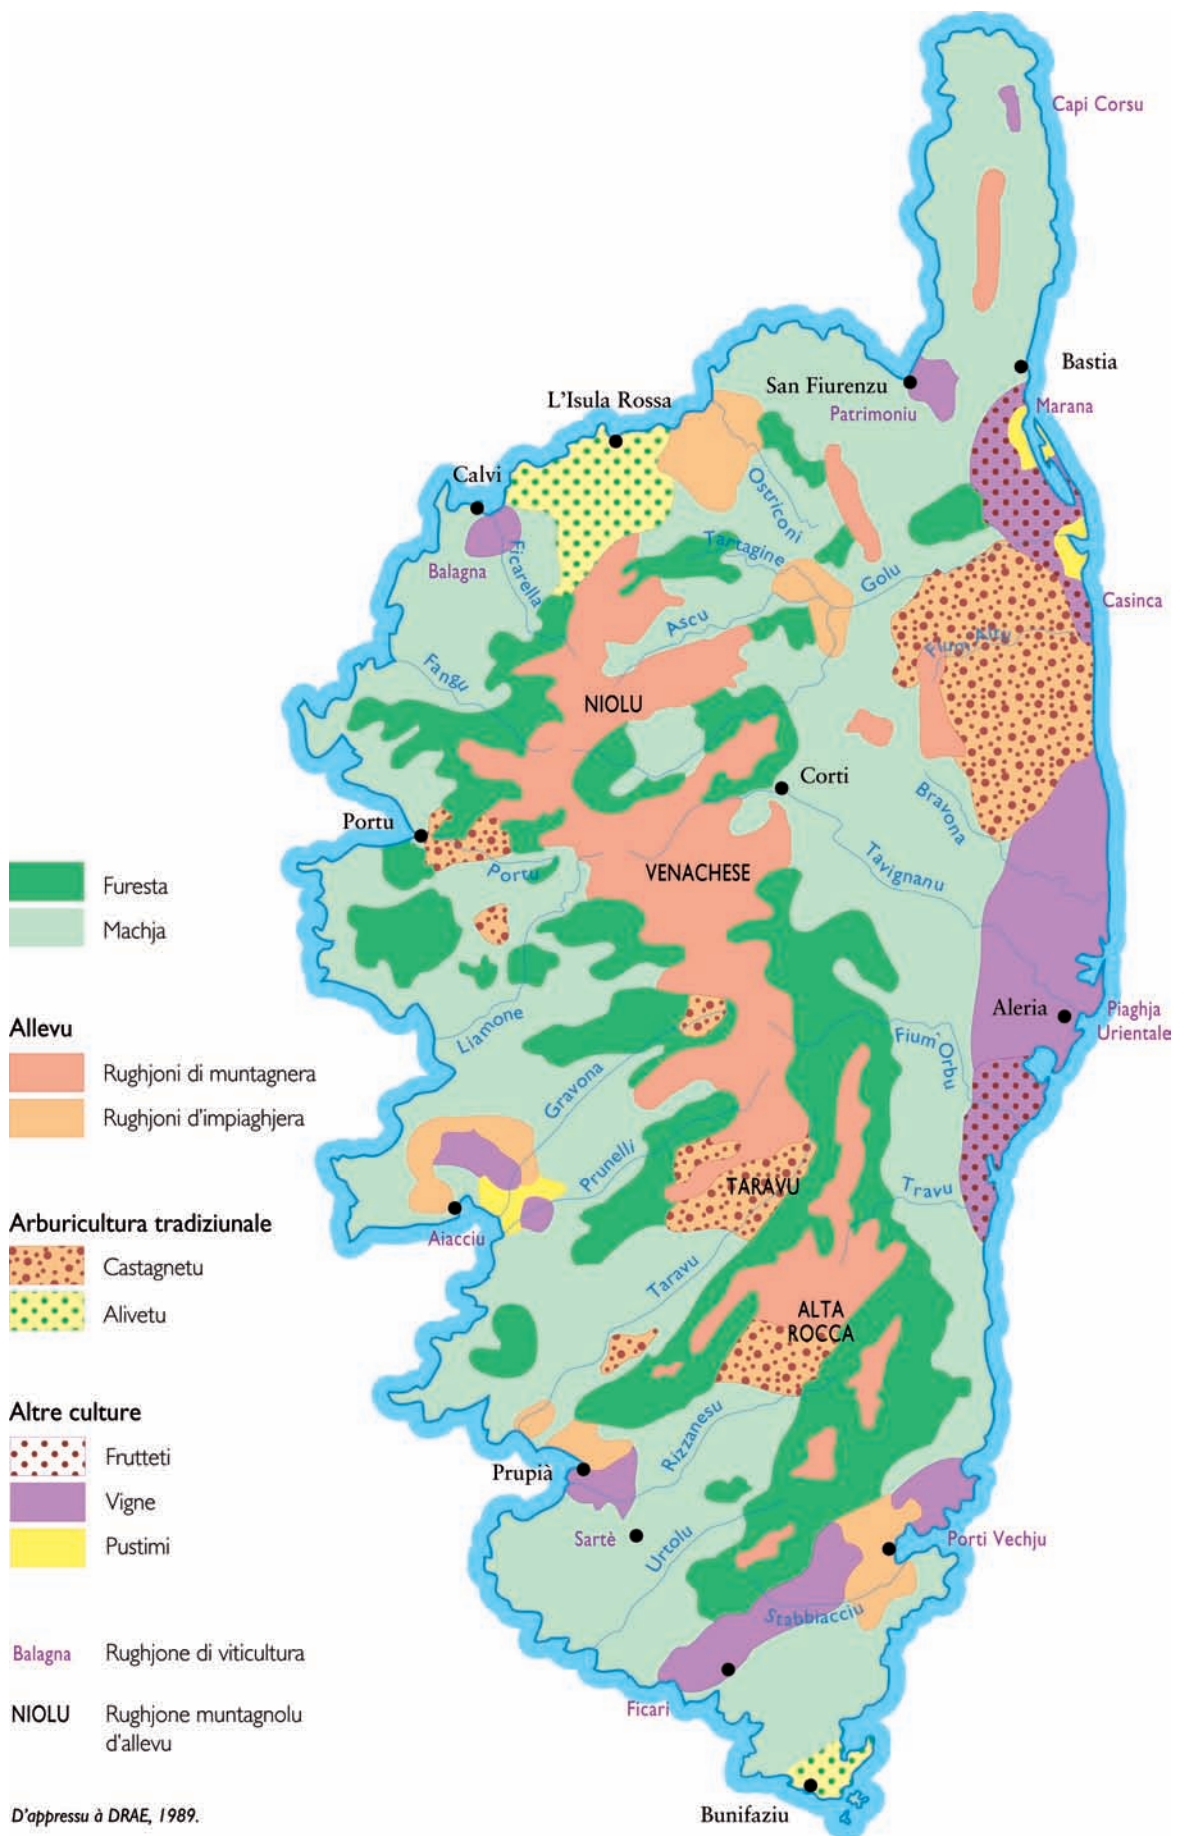 Capi Corsu
Bastia
San Fiurenzu
Patrimoniu
Marana
L'Isula Rossa
Calvi
Ostriconi
Tartagine
Balagna
Ficarella
Golu
Casinca
Ascu
Fium'Altu
Fangu
NIOLU
Corti
Bravona
Portu
Portu
VENACHESE
Tavignanu
Furesta
Machja
Aleria
Piaghja
Urientale
Liamone
Fium'Orbu
Allevu
Rughjoni di muntagnera
Rughjoni d'impiaghjera
Gravona
Prunelli
TARAVU
Travu
Arburicultura tradiziunale
Castagnetu
Alivetu
Aiacciu
Taravu
ALTA
ROCCA
Altre culture
Frutteti
Vigne
Pustimi
Rizzanesu
Prupià
Sartè
Urtolu
Porti Vechju
Stabbiacciu
Balagna Rughjone di viticultura
NIOLU Rughjone muntagnolu
d'allevu
Ficari
Bunifaziu
D'appressu à DRAE, 1989.